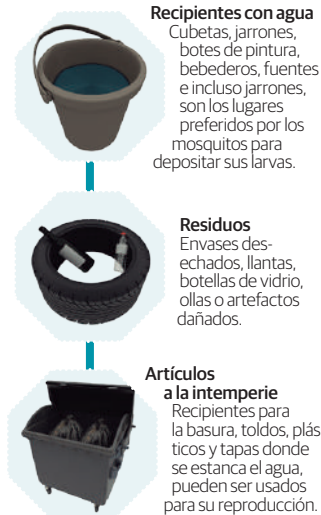 Recipientes con agua
Cubetas, jarrones,
botes de pintura,
bebederos, fuentes
e incluso jarrones,
son los lugares
preferidos por los
mosquitos para
depositar sus larvas.
Residuos
Envases des-
echados, llantas,
botellas de vidrio,
ollas o artefactos
dañados.
Artículos
a la intemperie
Recipientes para
la basura, toldos, plás
ticos y tapas donde
se estanca el agua,
pueden ser usados
para su reproducción.